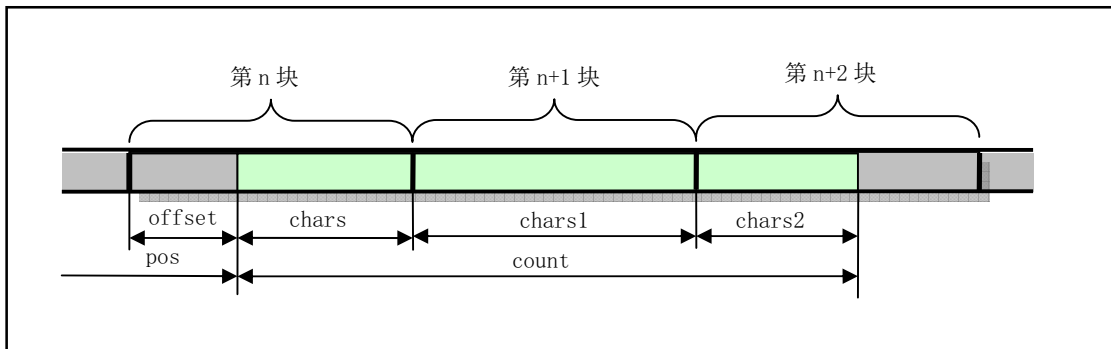 第 n 块 第 n+1 块 第 n+2 块
offset chars chars1 chars2
pos count